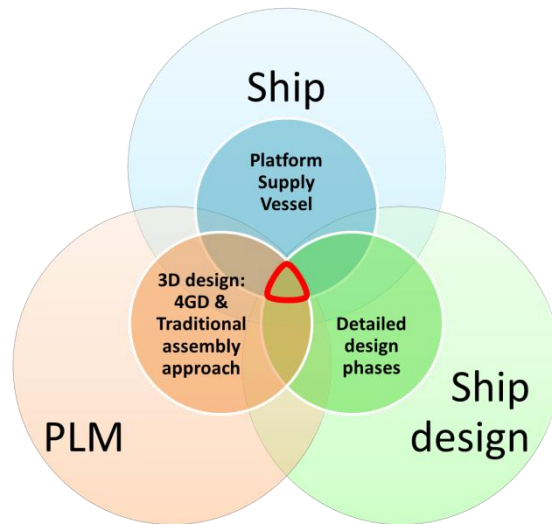 Ship
Platform
Supply
Vessel
3D design:
4GD &
Traditional
assembly
approach
Detailed
design
phases
PLM
Ship
design